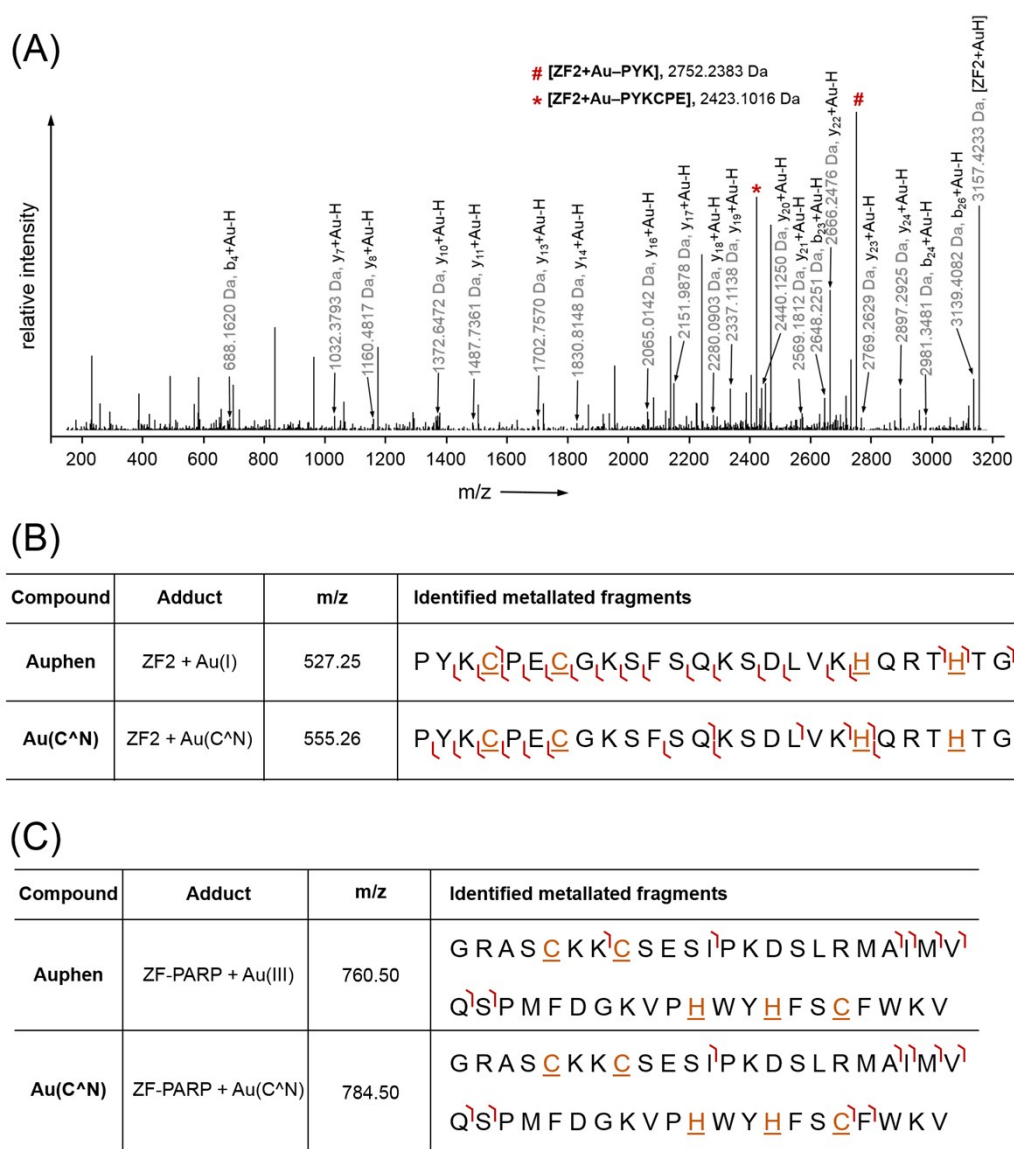 (A)
# [ZF2+Au–PYK], 2752.2383 Da
* [ZF2+Au–PYKCPE], 2423.1016 Da
relative intensity
688.1620 Da, b4+Au-H
1032.3793 Da, y7+Au-H
1160.4817 Da, y8+Au-H
1372.6472 Da, y10+Au-H
1487.7361 Da, y11+Au-H
1702.7570 Da, y13+Au-H
1830.8148 Da, y14+Au-H
2065.0142 Da, y16+Au-H
2151.9878 Da, y17+Au-H
2280.0903 Da, y18+Au-H
2337.1138 Da, y19+Au-H
*
2440.1250 Da, y20+Au-H
2569.1812 Da, y21+Au-H
2648.2251 Da, b23+Au-H
2666.2476 Da, y22+Au-H
#
2769.2629 Da, y23+Au-H
2897.2925 Da, y24+Au-H
2981.3481 Da, b24+Au-H
3139.4082 Da, b26+Au-H
3157.4233 Da, [ZF2+AuH]
200 400 600 800 1000 1200 1400 1600 1800 2000 2200 2400 2600 2800 3000 3200
m/z
(B)
Compound Adduct m/z Identified metallated fragments
Auphen ZF2 + Au(I) 527.25 P Y K C P E C G K S F S Q K S D L V K H Q R T H T G
Au(C^N) ZF2 + Au(C^N) 555.26 P Y K C P E C G K S F S Q K S D L V K H Q R T H T G
(C)
Compound Adduct m/z Identified metallated fragments
G R A S C K K C S E S I P K D S L R M A I M V
Auphen ZF-PARP + Au(III) 760.50
Q S P M F D G K V P H W Y H F S C F W K V
G R A S C K K C S E S I P K D S L R M A I M V
Au(C^N) ZF-PARP + Au(C^N) 784.50
Q S P M F D G K V P H W Y H F S C F W K V